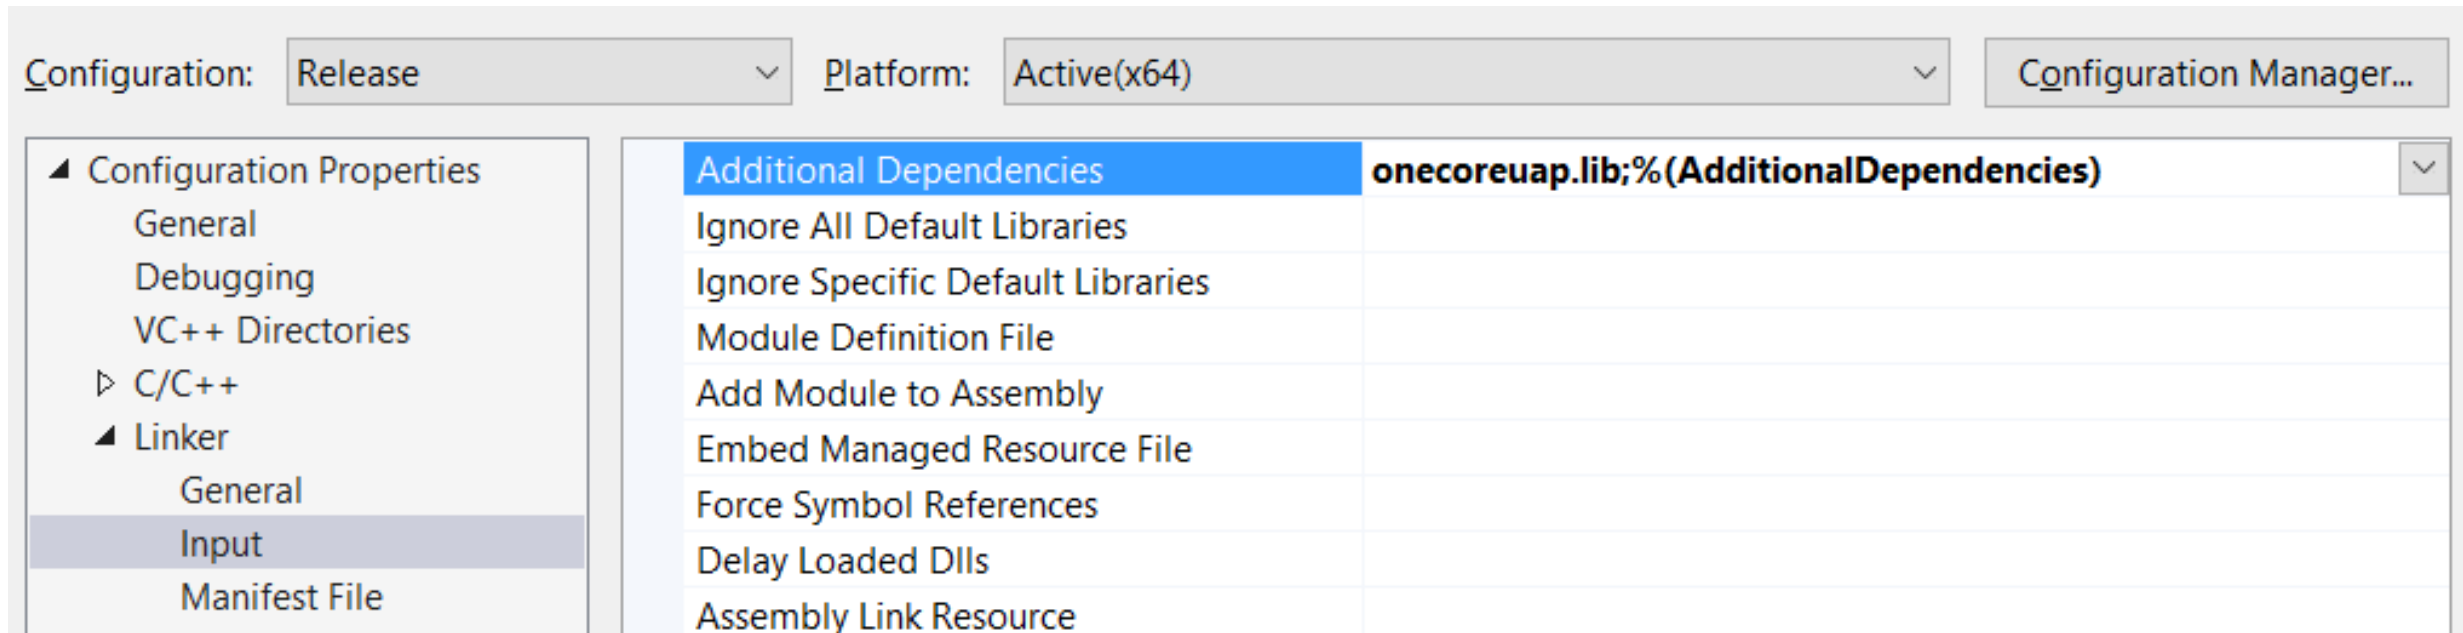 Configuration: Release Platform: Active(x64) Configuration Manager...
Configuration Properties
General
Debugging
VC++ Directories
C/C++
Linker
General
Input
Manifest File
Additional Dependencies onecoreuap.lib;%(AdditionalDependencies)
Ignore All Default Libraries
Ignore Specific Default Libraries
Module Definition File
Add Module to Assembly
Embed Managed Resource File
Force Symbol References
Delay Loaded Dlls
Assembly Link Resource